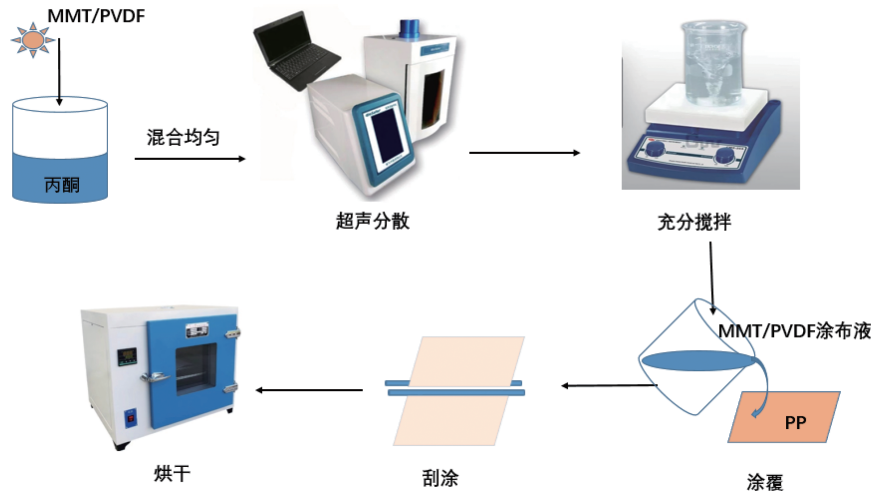 MMT/PVDF
丙酮
混合均匀
超声分散
充分搅拌
MMT/PVDF涂布液
PP
涂覆
刮涂
烘干